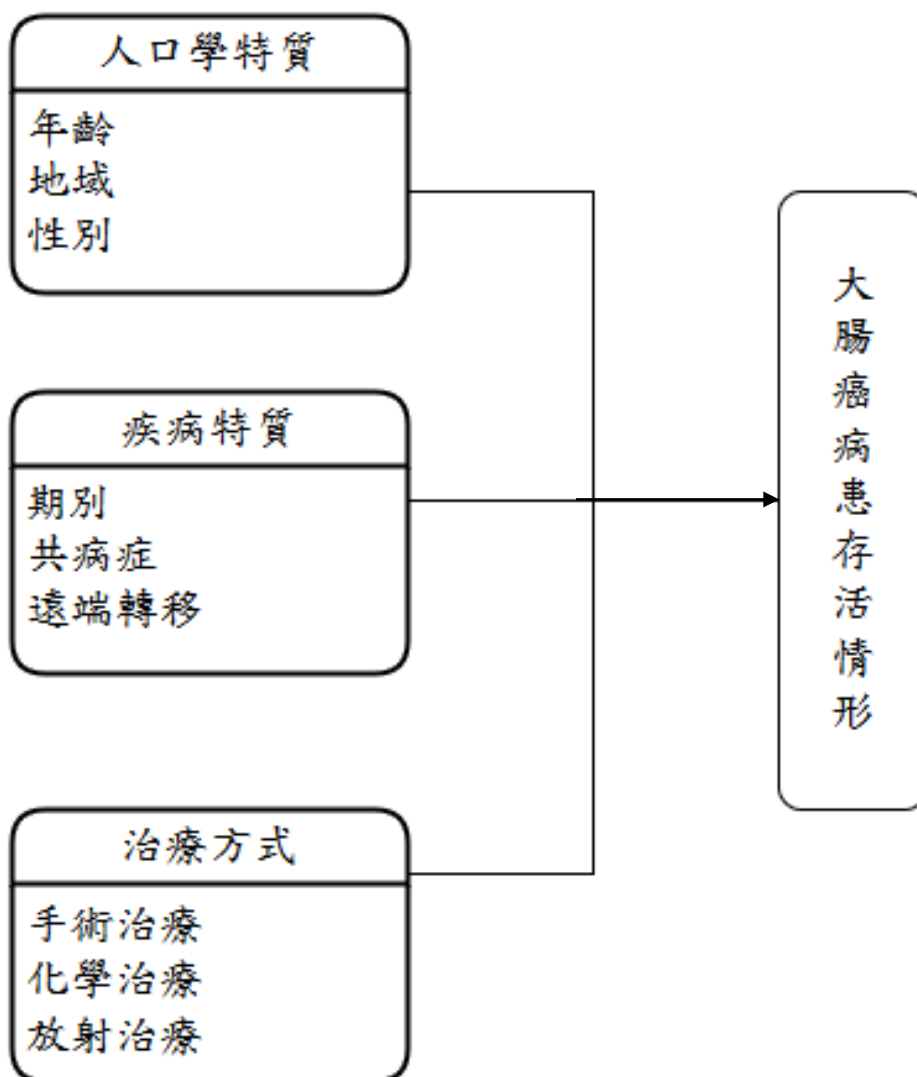 人口學特質
年齡
地域
性別
疾病特質
期別
共病症
遠端轉移
治療方式
手術治療
化學治療
放射治療
大腸癌病患存活情形